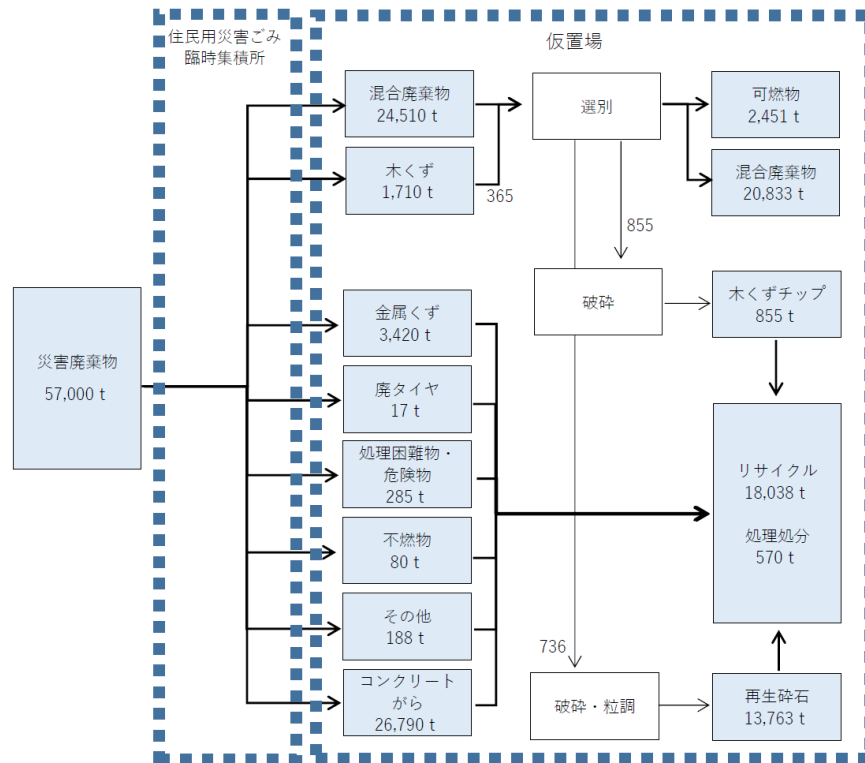 住民用災害ごみ
臨時集積所
仮置場
混合廃棄物
24,510 t
選別
可燃物
2,451 t
木くず
1,710 t
365
混合廃棄物
20,833 t
855
災害廃棄物
57,000 t
金属くず
3,420 t
破砕
木くずチップ
855 t
廃タイヤ
17 t
処理困難物・
危険物
285 t
リサイクル
18,038 t
処理処分
570 t
不燃物
80 t
その他
188 t
736
コンクリート
がら
26,790 t
破砕・粒調
再生砕石
13,763 t